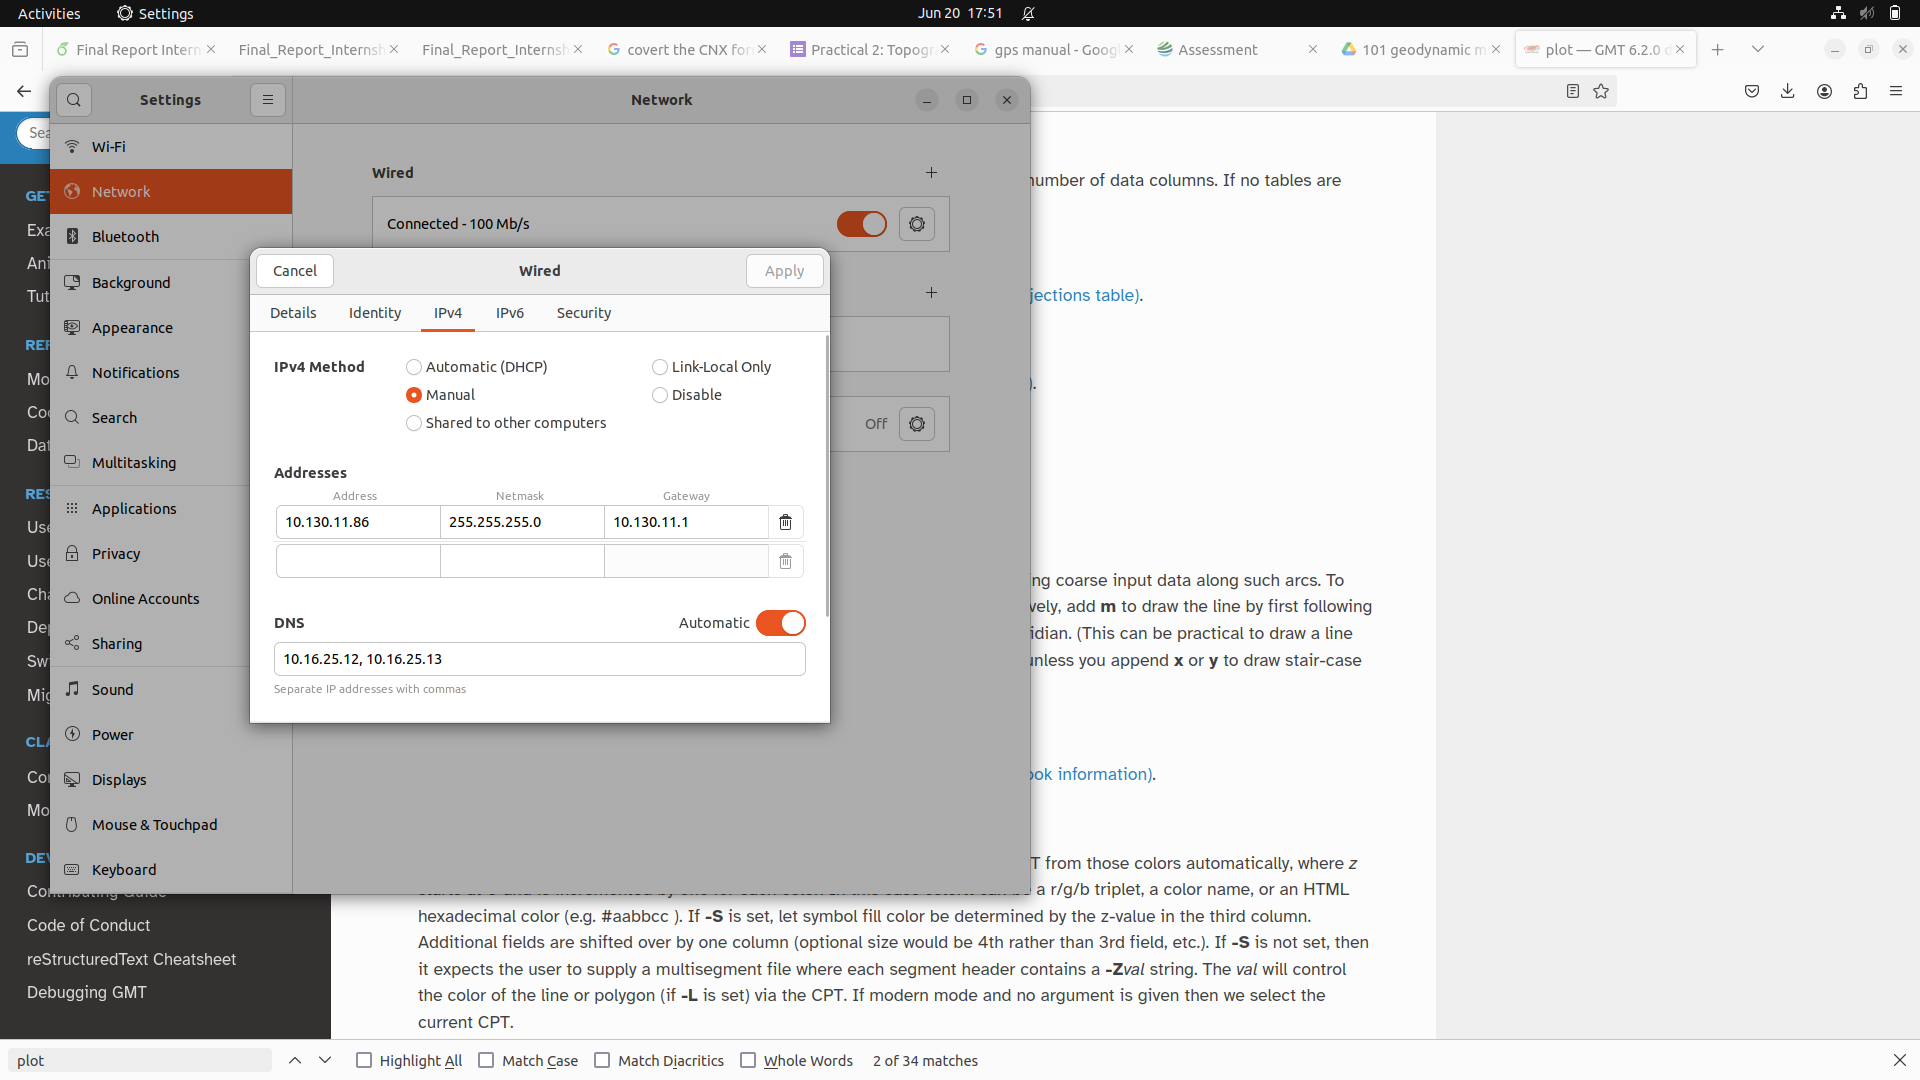 Activities
Settings
Jun 20 17:51
Final Report Intern
Final_Report_Internsh
Final_Report_Internsh
covert the CNX for
Practical 2: Topogr
gps manual - Googl
Assessment
101 geodynamic m
plot — GMT 6.2.0 d
Settings
Network
Wi-Fi
Network
Bluetooth
Background
Appearance
Notifications
Search
Multitasking
Applications
Privacy
Online Accounts
Sharing
Sound
Power
Displays
Mouse & Touchpad
Keyboard
Wired
Connected - 100 Mb/s
Off
Cancel
Wired
Apply
Details
Identity
IPv4
IPv6
Security
IPv4 Method
Automatic (DHCP)
Link-Local Only
Manual
Disable
Shared to other computers
Addresses
Address
Netmask
Gateway
10.130.11.86
255.255.255.0
10.130.11.1
DNS
Automatic
10.16.25.12, 10.16.25.13
Separate IP addresses with commas
Sea
GET
Exa
Ani
Tut
REF
Mo
Coo
Dat
RES
Use
Use
Cha
Dep
Swi
Mig
CLA
Con
Mo
DEV
Contributing Guide
Code of Conduct
reStructuredText Cheatsheet
Debugging GMT
number of data columns. If no tables are
jections table).
).
ng coarse input data along such arcs. To
vely, add m to draw the line by first following
idian. (This can be practical to draw a line
unless you append x or y to draw stair-case
ook information).
T from those colors automatically, where z
a r/g/b triplet, a color name, or an HTML
hexadecimal color (e.g. #aabbcc ). If -S is set, let symbol fill color be determined by the z-value in the third column.
Additional fields are shifted over by one column (optional size would be 4th rather than 3rd field, etc.). If -S is not set, then
it expects the user to supply a multisegment file where each segment header contains a -Zval string. The val will control
the color of the line or polygon (if -L is set) via the CPT. If modern mode and no argument is given then we select the
current CPT.
plot
Highlight All
Match Case
Match Diacritics
Whole Words
2 of 34 matches